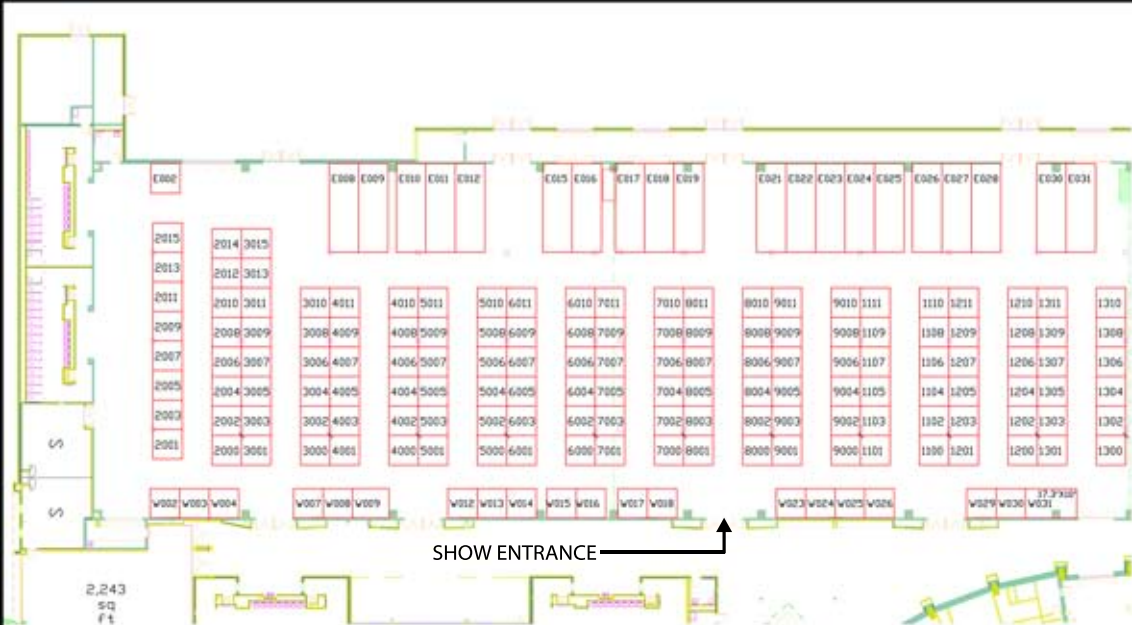 E002 E008 E009 E010 E011 E012 E015 E016 E017 E018 E019 E021 E022 E023 E024 E025 E026 E027 E028 E030 E031
2015 2014 3015
2013 2012 3013
2011 2010 3011 3010 4011 4010 5011 5010 6011 6010 7011 7010 8011 8010 9011 9010 1111 1110 1211 1210 1311 1310
2009 2008 3009 3008 4009 4008 5009 5008 6009 6008 7009 7008 8009 8008 9009 9008 1109 1108 1209 1208 1309 1308
2007 2006 3007 3006 4007 4006 5007 5006 6007 6006 7007 7006 8007 8006 9007 9006 1107 1106 1207 1206 1307 1306
2005 2004 3005 3004 4005 4004 5005 5004 6005 6004 7005 7004 8005 8004 9005 9004 1105 1104 1205 1204 1305 1304
2003 2002 3003 3002 4003 4002 5003 5002 6003 6002 7003 7002 8003 8002 9003 9002 1103 1102 1203 1202 1303 1302
2001 2000 3001 3000 4001 4000 5001 5000 6001 6000 7001 7000 8001 8000 9001 9000 1101 1100 1201 1200 1301 1300
S
17.3'X10'
W002 W003 W004 W007 W008 W009 W012 W013 W014 W015 W016 W017 W018 W023 W024 W025 W026 W029 W030 W031
S
SHOW ENTRANCE
2,243
sq
ft